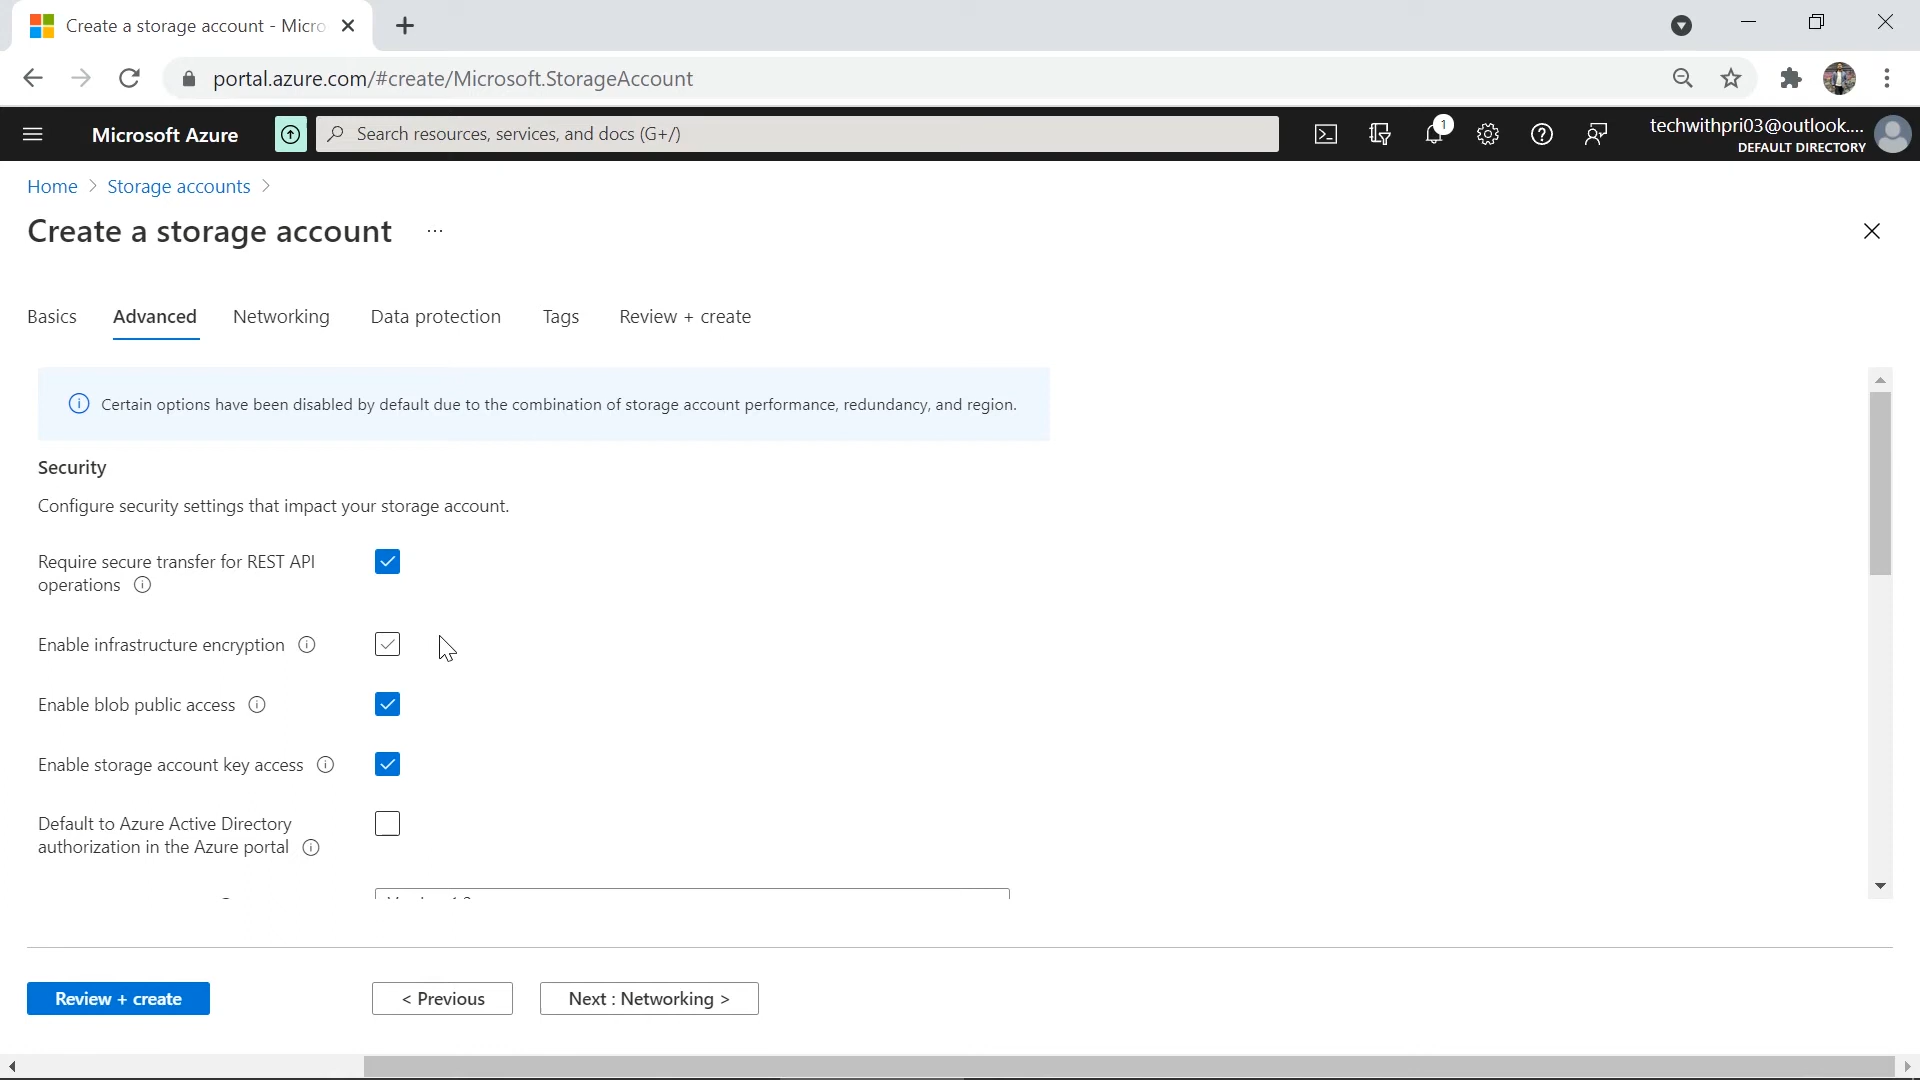 Create a storage account - Micro
portal.azure.com/#create/Microsoft.StorageAccount
Microsoft Azure
Search resources, services, and docs (G+/)
1
techwithpri03@outlook....
DEFAULT DIRECTORY
Home > Storage accounts >
Create a storage account ...
Basics Advanced Networking Data protection Tags Review + create
Certain options have been disabled by default due to the combination of storage account performance, redundancy, and region.
Security
Configure security settings that impact your storage account.
Require secure transfer for REST API
operations
Enable infrastructure encryption
Enable blob public access
Enable storage account key access
Default to Azure Active Directory
authorization in the Azure portal
Review + create
< Previous
Next : Networking >